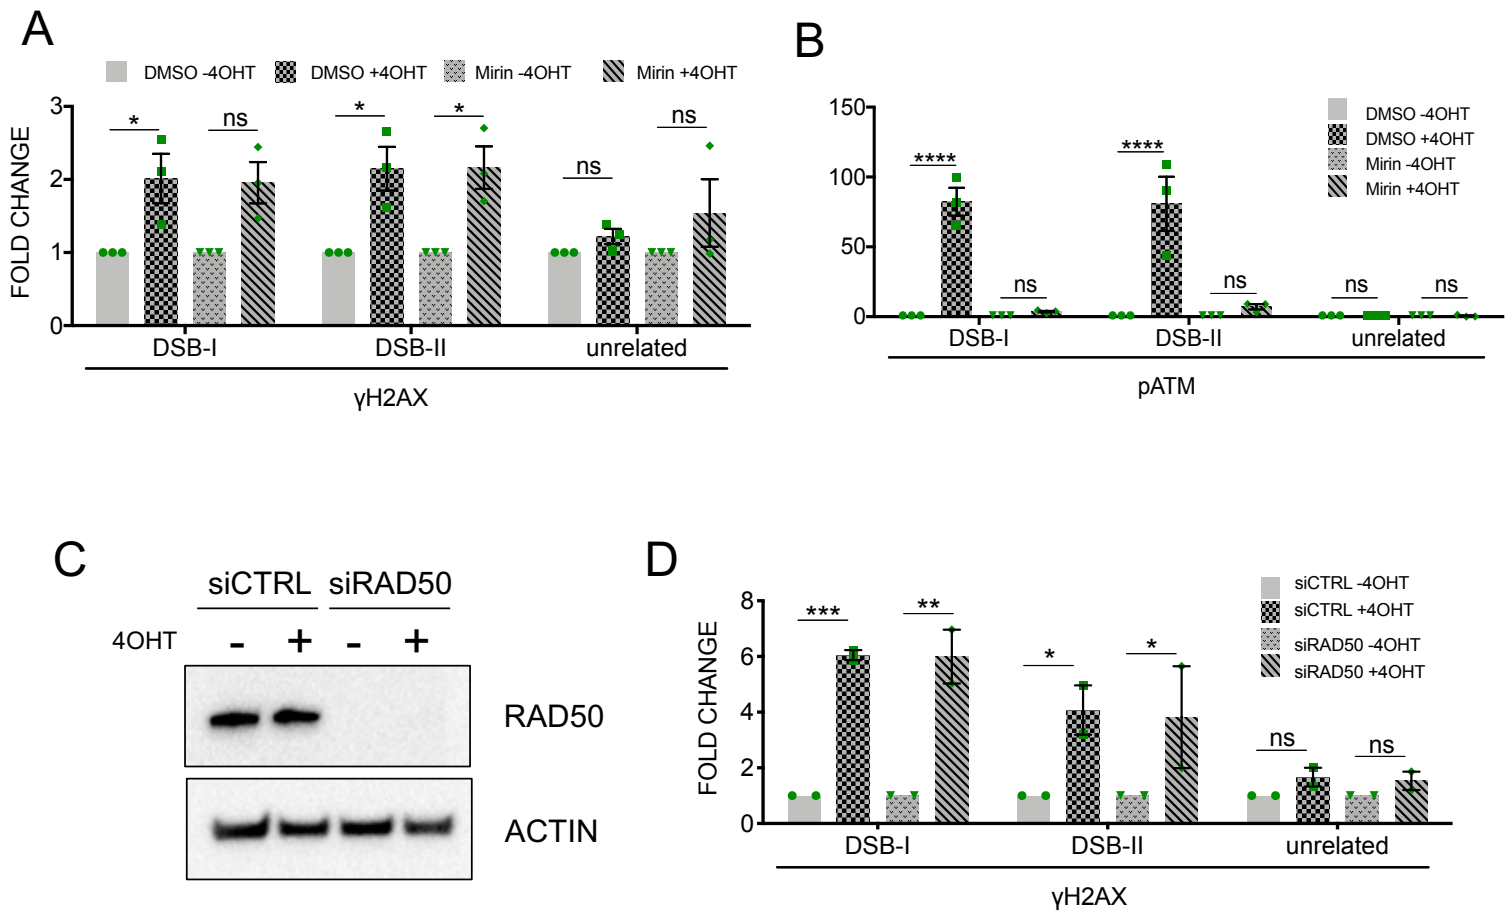 A
DMSO -4OHT DMSO +4OHT Mirin -4OHT Mirin +4OHT
FOLD CHANGE
3
2
1
0
* ns * * ns ns
DSB-I DSB-II unrelated
γH2AX
B
DMSO -4OHT
DMSO +4OHT
Mirin -4OHT
Mirin +4OHT
150
100
50
0
**** ns **** ns ns ns
DSB-I DSB-II unrelated
pATM
C
siCTRL siRAD50
4OHT - + - +
RAD50
ACTIN
D
siCTRL -4OHT
siCTRL +4OHT
siRAD50 -4OHT
siRAD50 +4OHT
FOLD CHANGE
8
6
4
2
0
*** ** * * ns ns
DSB-I DSB-II unrelated
γH2AX